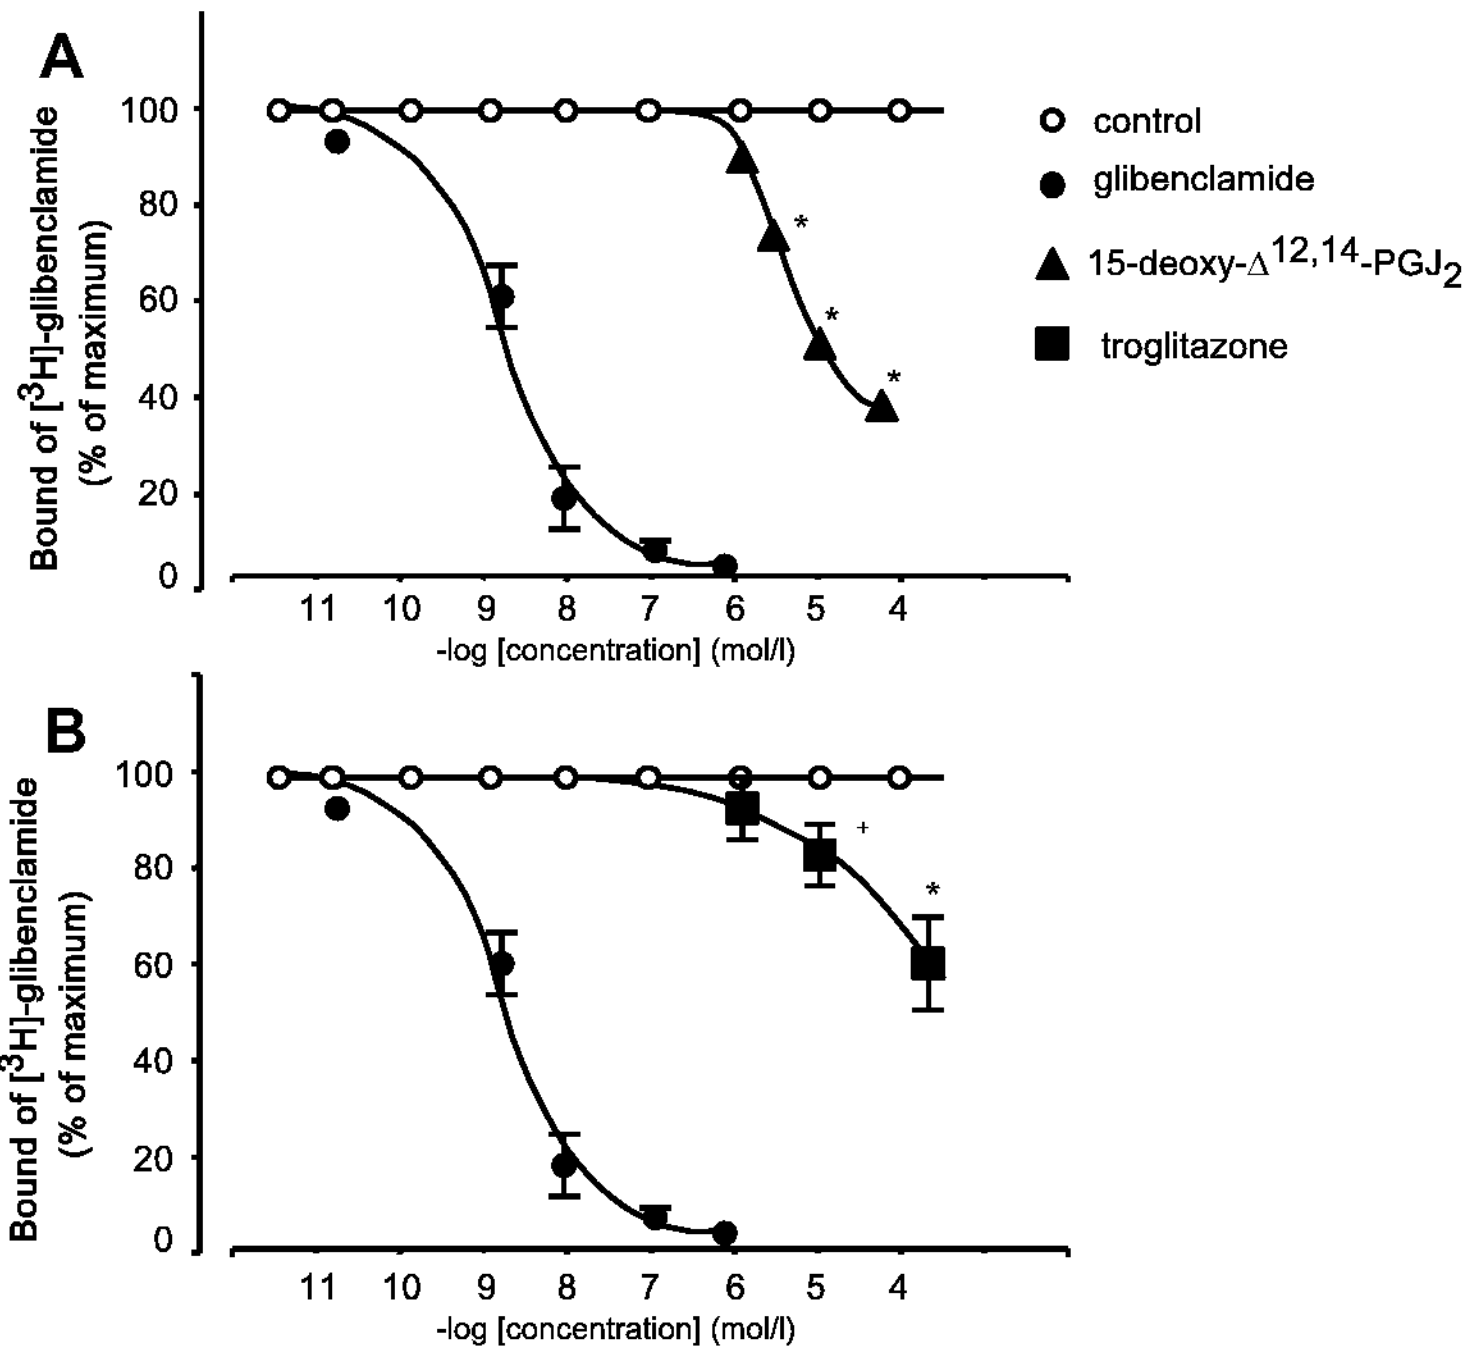 A
Bound of [³H]-glibenclamide
(% of maximum)
100
80
60
40
20
0
11 10 9 8 7 6 5 4
-log [concentration] (mol/l)
* 
*
*
control
glibenclamide
15-deoxy-Δ¹²,¹⁴-PGJ₂
troglitazone
B
Bound of [³H]-glibenclamide
(% of maximum)
100
80
60
40
20
0
+
*
11 10 9 8 7 6 5 4
-log [concentration] (mol/l)